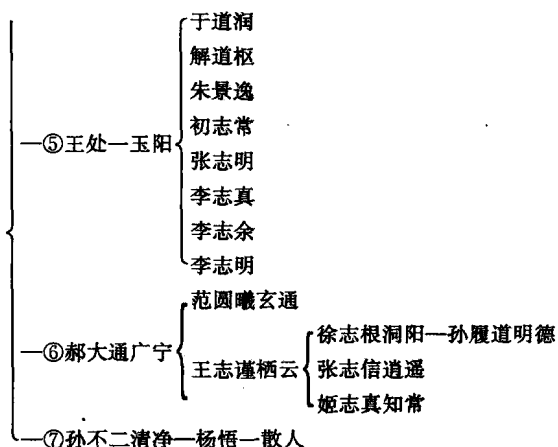 于道润
解道枢
朱景逸
初志常
—⑤王处一玉阳
张志明
李志真
李志余
李志明
范圆曦玄通
—⑥郝大通广宁
王志谨栖云
徐志根洞阳—孙履道明德
张志信逍遥
姬志真知常
—⑦孙不二清净—杨悟一散人